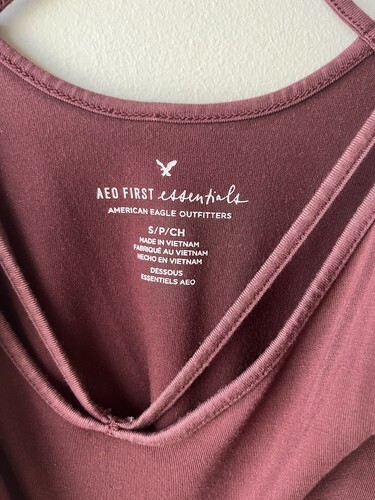 AEO FIRST essentials
AMERICAN EAGLE OUTFITTERS
S/P/CH
MADE IN VIETNAM
FABRIQUÉ AU VIETNAM
HECHO EN VIETNAM
DESSOUS
ESSENTIELS AEO